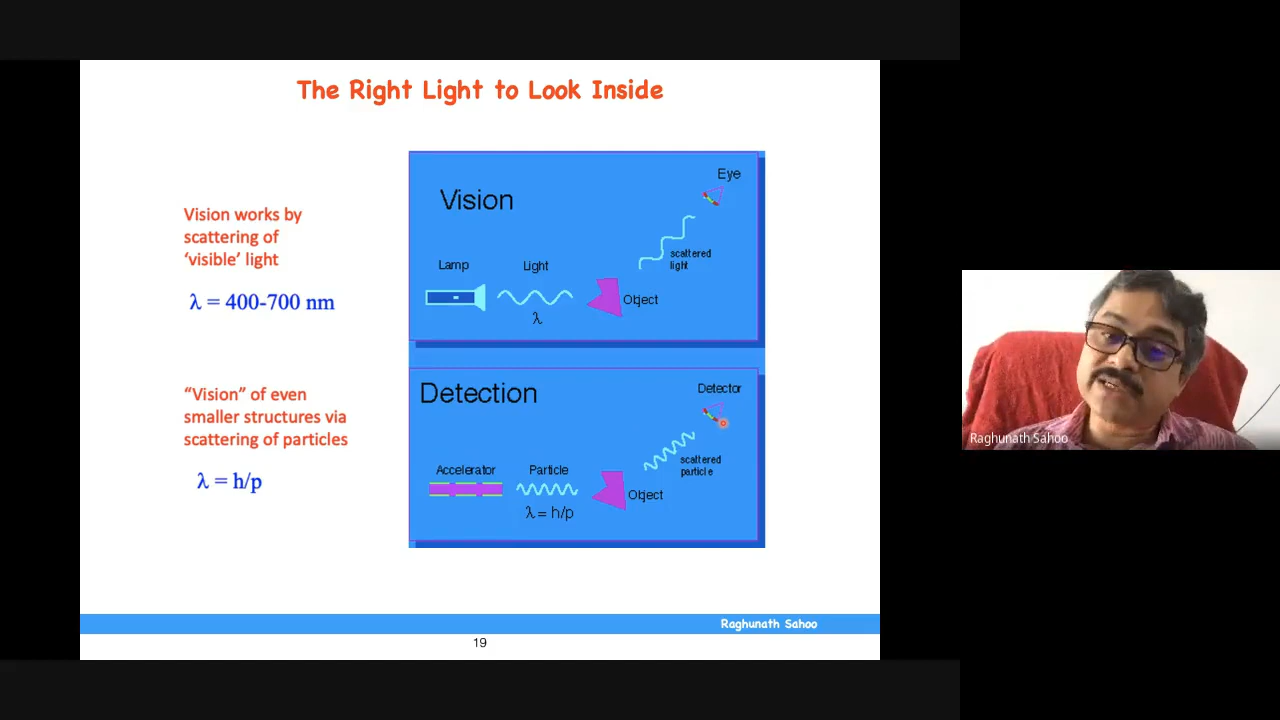 The Right Light to Look Inside
Vision works by
scattering of
‘visible’ light
λ = 400-700 nm
“Vision” of even
smaller structures via
scattering of particles
λ = h/p
Vision
Eye
scattered
light
Lamp
Light
Object
λ
Detection
Detector
scattered
particle
Accelerator
Particle
Object
λ = h/p
Raghunath Sahoo
19
Raghunath Sahoo